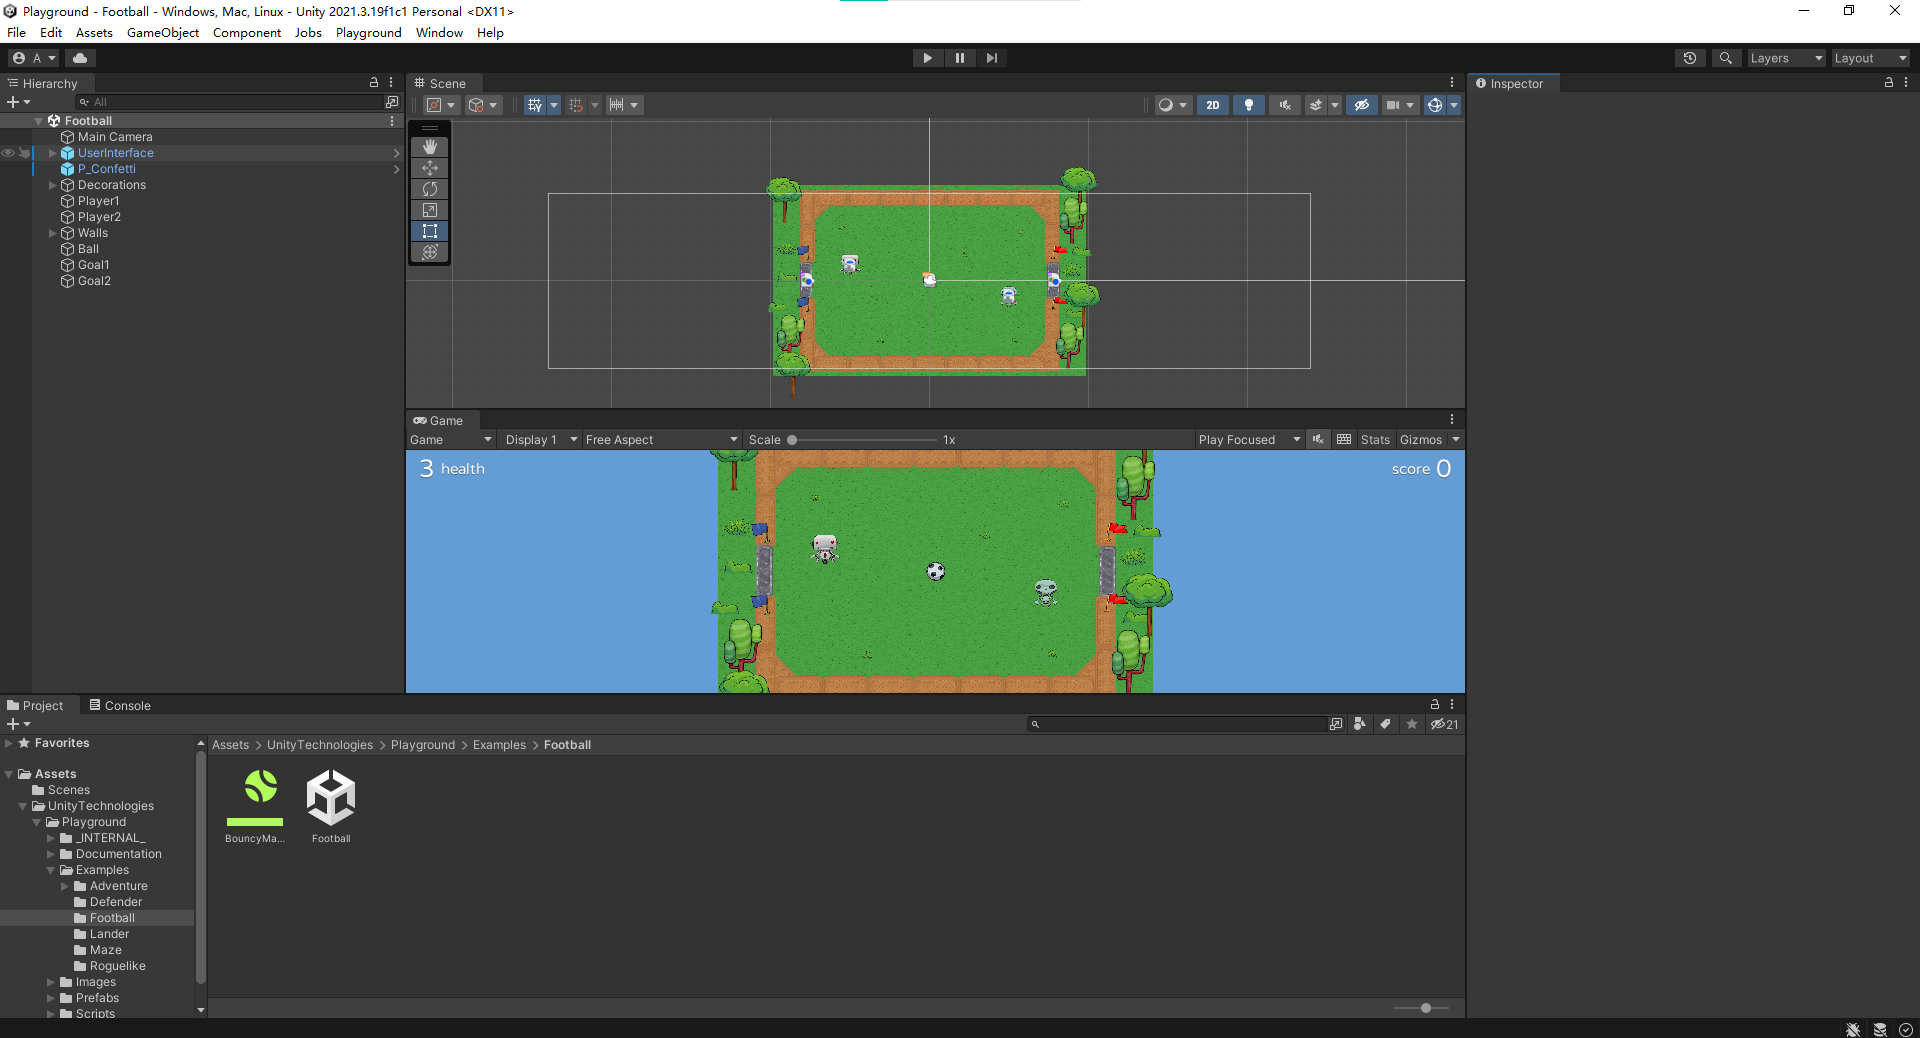 Playground - Football - Windows, Mac, Linux - Unity 2021.3.19f1c1 Personal <DX11>
File Edit Assets GameObject Component Jobs Playground Window Help
A Layers Layout
Hierarchy
All
Football
Main Camera
UserInterface
P_Confetti
Decorations
Player1
Player2
Walls
Ball
Goal1
Goal2
Scene
2D
Game
Game Display 1 Free Aspect Scale 1x Play Focused Stats Gizmos
3 health score 0
Inspector
Project Console
21
Favorites
Assets
Scenes
UnityTechnologies
Playground
_INTERNAL_
Documentation
Examples
Adventure
Defender
Football
Lander
Maze
Roguelike
Images
Prefabs
Scripts
Assets > UnityTechnologies > Playground > Examples > Football
BouncyMa... Football